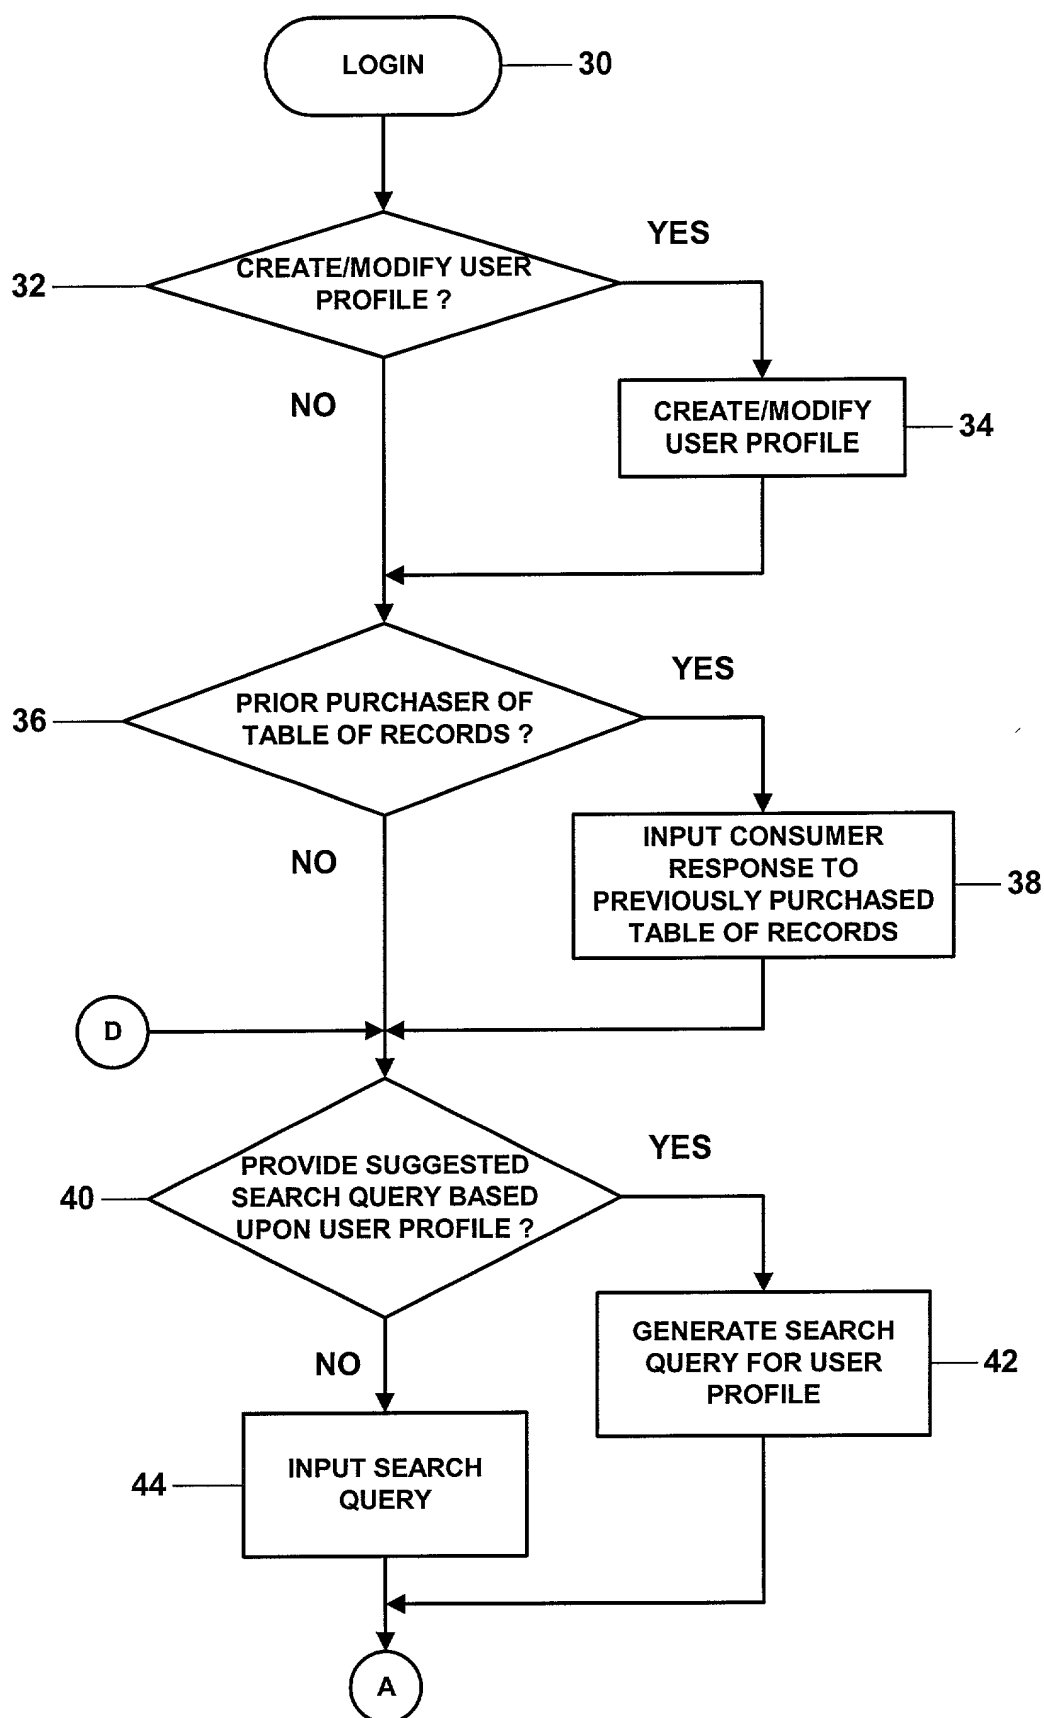 LOGIN
30
YES
32
CREATE/MODIFY USER
PROFILE ?
NO
CREATE/MODIFY
USER PROFILE
34
YES
36
PRIOR PURCHASER OF
TABLE OF RECORDS ?
NO
INPUT CONSUMER
RESPONSE TO
PREVIOUSLY PURCHASED
TABLE OF RECORDS
38
D
YES
40
PROVIDE SUGGESTED
SEARCH QUERY BASED
UPON USER PROFILE ?
GENERATE SEARCH
QUERY FOR USER
PROFILE
42
NO
44
INPUT SEARCH
QUERY
A